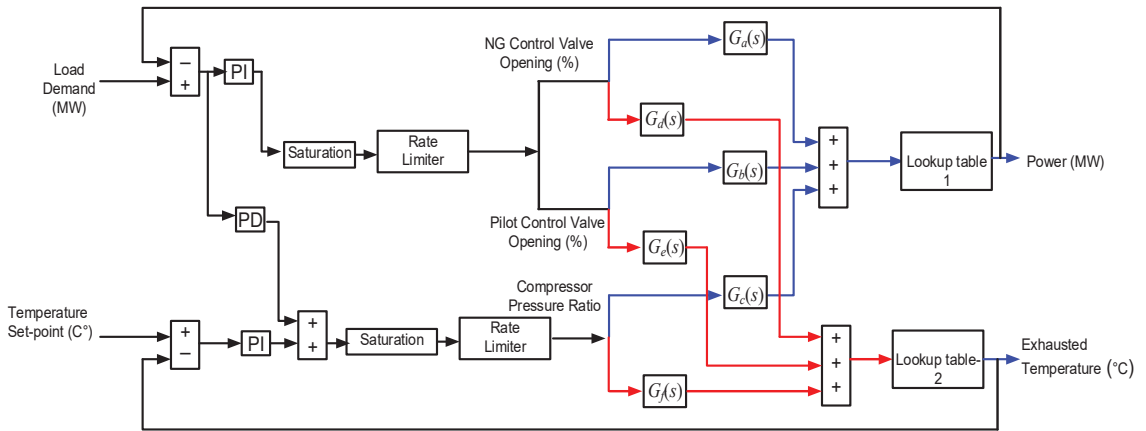 NG Control Valve
Opening (%)
Ga(s)
Load
Demand
(MW)
−
+
PI
Gd(s)
Saturation
Rate
Limiter
+
+
+
Lookup table
1
Power (MW)
Gb(s)
PD
Pilot Control Valve
Opening (%)
Ge(s)
Compressor
Pressure Ratio
Gc(s)
Temperature
Set-point (C°)
+
−
PI
+
+
Saturation
Rate
Limiter
+
+
+
Lookup table-
2
Exhausted
Temperature (°C)
Gf(s)